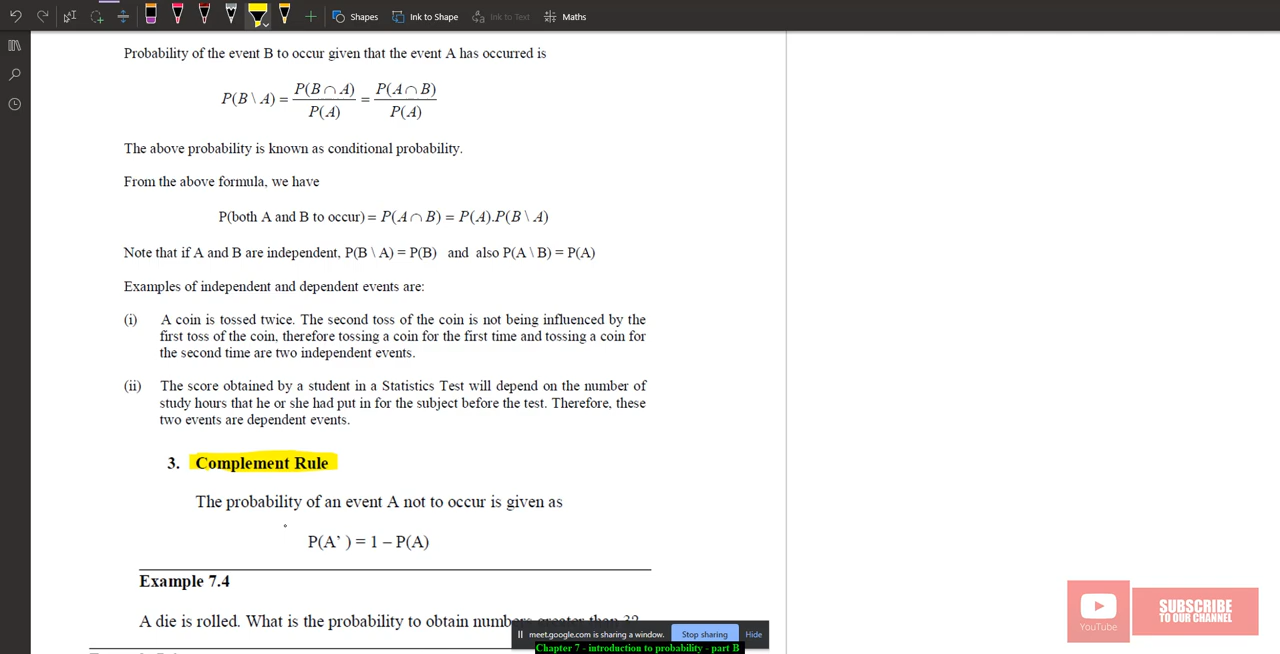 Shapes Ink to Shape Ink to Text Maths
Probability of the event B to occur given that the event A has occurred is
P(B \ A) = P(B ∩ A) / P(A) = P(A ∩ B) / P(A)
The above probability is known as conditional probability.
From the above formula, we have
P(both A and B to occur) = P(A ∩ B) = P(A).P(B \ A)
Note that if A and B are independent, P(B \ A) = P(B) and also P(A \ B) = P(A)
Examples of independent and dependent events are:
(i) A coin is tossed twice. The second toss of the coin is not being influenced by the
first toss of the coin, therefore tossing a coin for the first time and tossing a coin for
the second time are two independent events.
(ii) The score obtained by a student in a Statistics Test will depend on the number of
study hours that he or she had put in for the subject before the test. Therefore, these
two events are dependent events.
3. Complement Rule
The probability of an event A not to occur is given as
P(A’ ) = 1 – P(A)
Example 7.4
A die is rolled. What is the probability to obtain numbers greater than 3?
meet.google.com is sharing a window. Stop sharing Hide
Chapter 7 - introduction to probability - part B
YouTube
SUBSCRIBE
TO OUR CHANNEL